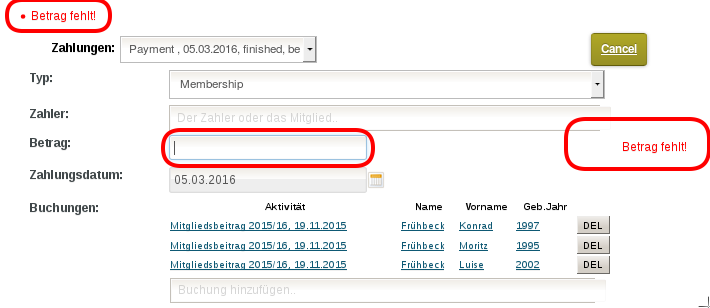 • Betrag fehlt!
Zahlungen: Payment , 05.03.2016, finished, be Cancel
Typ: Membership
Zahler: Der Zahler oder das Mitglied..
Betrag: Betrag fehlt!
Zahlungsdatum: 05.03.2016
Buchungen: Aktivität Name Vorname Geb.Jahr
Mitgliedsbeitrag 2015/16, 19.11.2015 Frühbeck Konrad 1997 DEL
Mitgliedsbeitrag 2015/16, 19.11.2015 Frühbeck Moritz 1995 DEL
Mitgliedsbeitrag 2015/16, 19.11.2015 Frühbeck Luise 2002 DEL
Buchung hinzufügen..